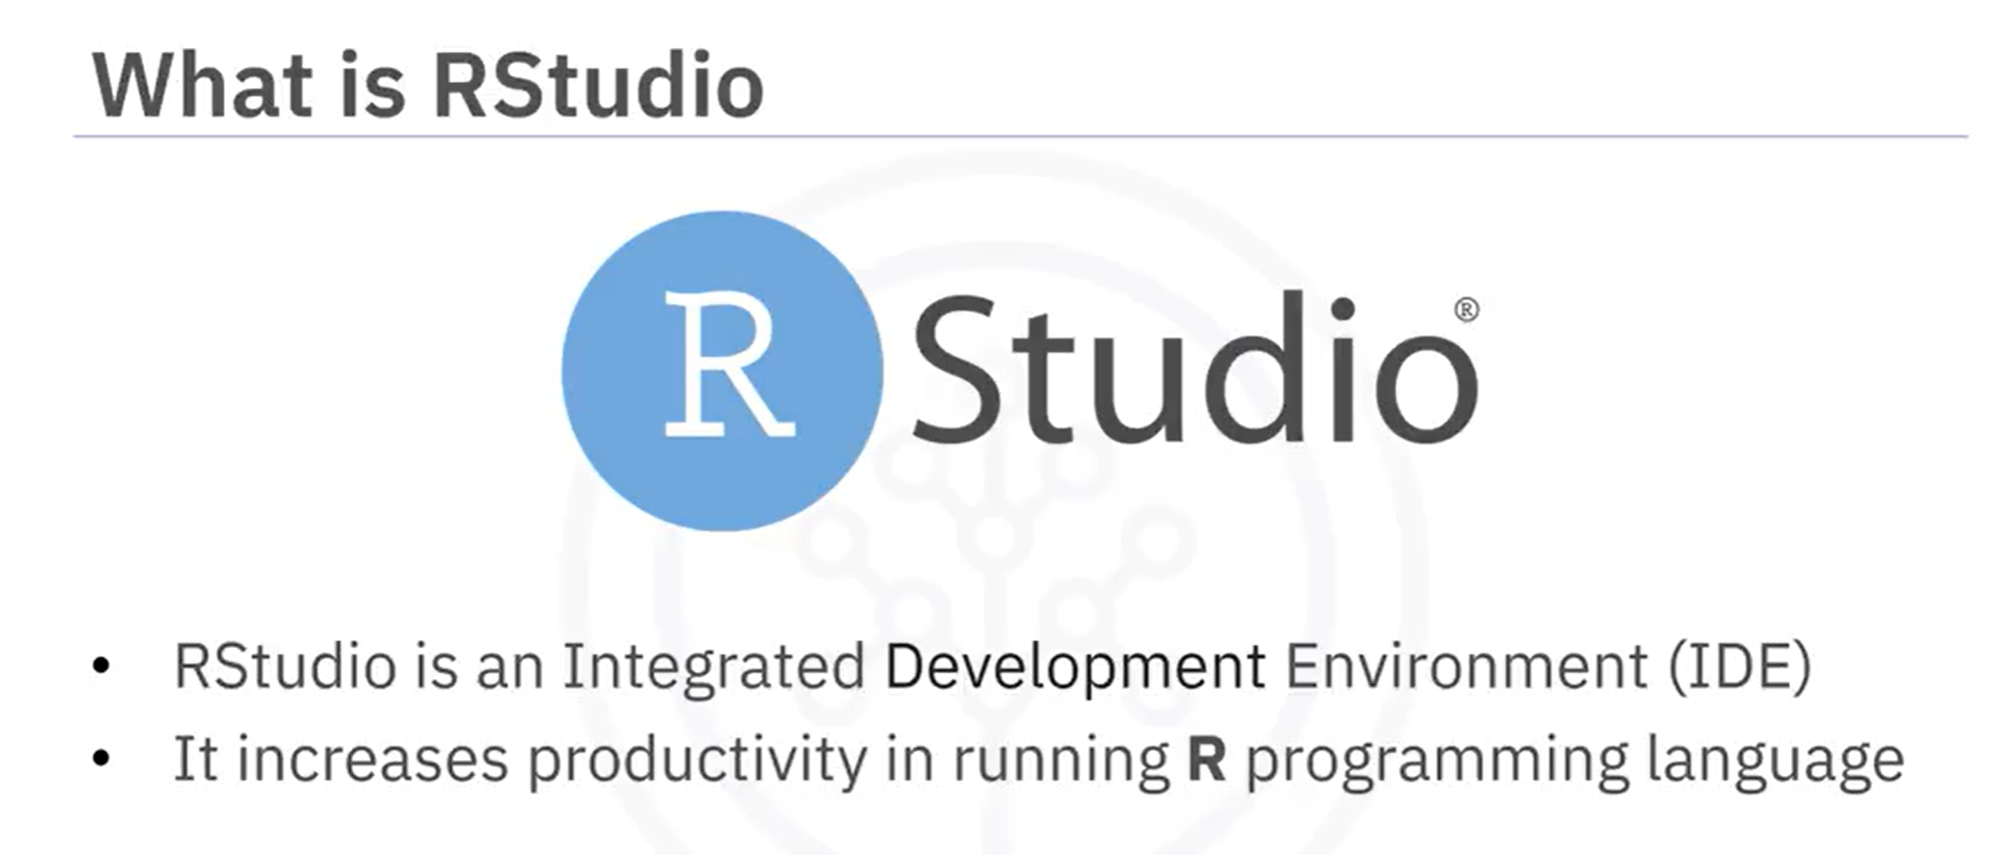 What is RStudio
R Studio®
• RStudio is an Integrated Development Environment (IDE)
• It increases productivity in running R programming language